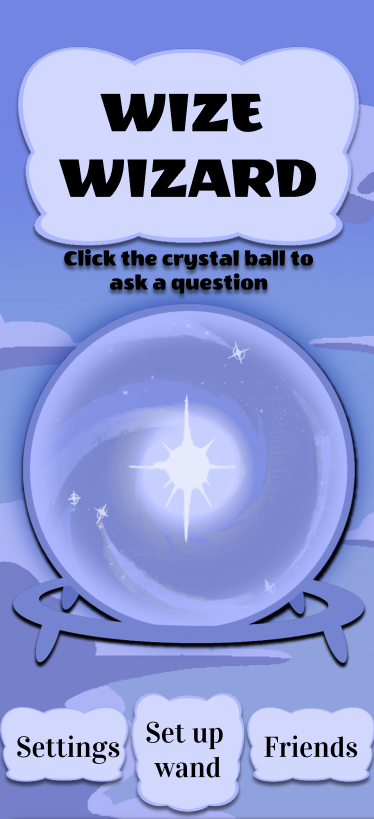 WIZE
WIZARD
Click the crystal ball to
ask a question
Settings
Set up
wand
Friends